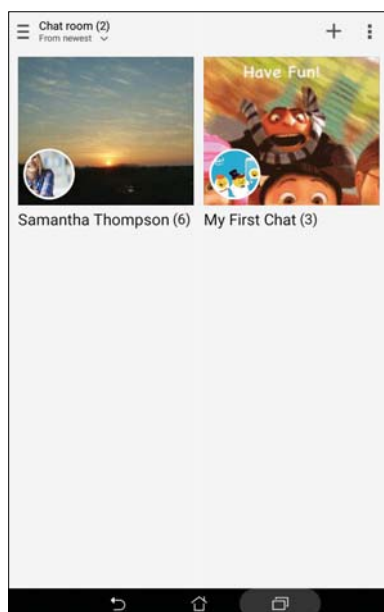 Chat room (2)
From newest
Have Fun!
Samantha Thompson (6)
My First Chat (3)